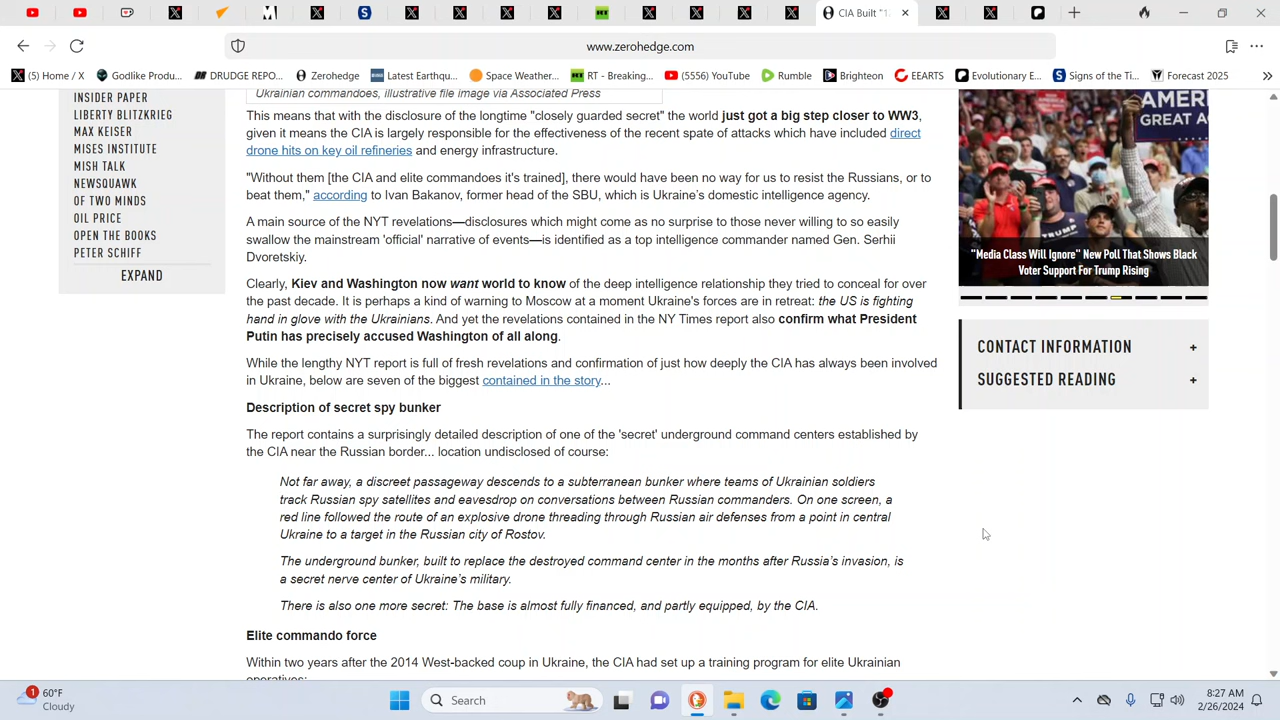 CIA Built "1
www.zerohedge.com
(5) Home / X
Godlike Produ...
DRUDGE REPO...
Zerohedge
Latest Earthqu...
Space Weather...
RT - Breaking...
(5556) YouTube
Rumble
Brighteon
EEARTS
Evolutionary E...
Signs of the Ti...
Forecast 2025
INSIDER PAPER
LIBERTY BLITZKRIEG
MAX KEISER
MISES INSTITUTE
MISH TALK
NEWSQUAWK
OF TWO MINDS
OIL PRICE
OPEN THE BOOKS
PETER SCHIFF
EXPAND
Ukrainian commandoes, illustrative file image via Associated Press
This means that with the disclosure of the longtime "closely guarded secret" the world just got a big step closer to WW3,
given it means the CIA is largely responsible for the effectiveness of the recent spate of attacks which have included direct
drone hits on key oil refineries and energy infrastructure.
"Without them [the CIA and elite commandoes it's trained], there would have been no way for us to resist the Russians, or to
beat them," according to Ivan Bakanov, former head of the SBU, which is Ukraine's domestic intelligence agency.
A main source of the NYT revelations—disclosures which might come as no surprise to those never willing to so easily
swallow the mainstream 'official' narrative of events—is identified as a top intelligence commander named Gen. Serhii
Dvoretskiy.
Clearly, Kiev and Washington now want world to know of the deep intelligence relationship they tried to conceal for over
the past decade. It is perhaps a kind of warning to Moscow at a moment Ukraine's forces are in retreat: the US is fighting
hand in glove with the Ukrainians. And yet the revelations contained in the NY Times report also confirm what President
Putin has precisely accused Washington of all along.
While the lengthy NYT report is full of fresh revelations and confirmation of just how deeply the CIA has always been involved
in Ukraine, below are seven of the biggest contained in the story...
Description of secret spy bunker
The report contains a surprisingly detailed description of one of the 'secret' underground command centers established by
the CIA near the Russian border... location undisclosed of course:
Not far away, a discreet passageway descends to a subterranean bunker where teams of Ukrainian soldiers
track Russian spy satellites and eavesdrop on conversations between Russian commanders. On one screen, a
red line followed the route of an explosive drone threading through Russian air defenses from a point in central
Ukraine to a target in the Russian city of Rostov.
The underground bunker, built to replace the destroyed command center in the months after Russia's invasion, is
a secret nerve center of Ukraine's military.
There is also one more secret: The base is almost fully financed, and partly equipped, by the CIA.
Elite commando force
Within two years after the 2014 West-backed coup in Ukraine, the CIA had set up a training program for elite Ukrainian
operatives:
AMERI
GREAT AG
TRUMP
"Media Class Will Ignore" New Poll That Shows Black
Voter Support For Trump Rising
CONTACT INFORMATION +
SUGGESTED READING +
1
60°F
Cloudy
Search
8:27 AM
2/26/2024